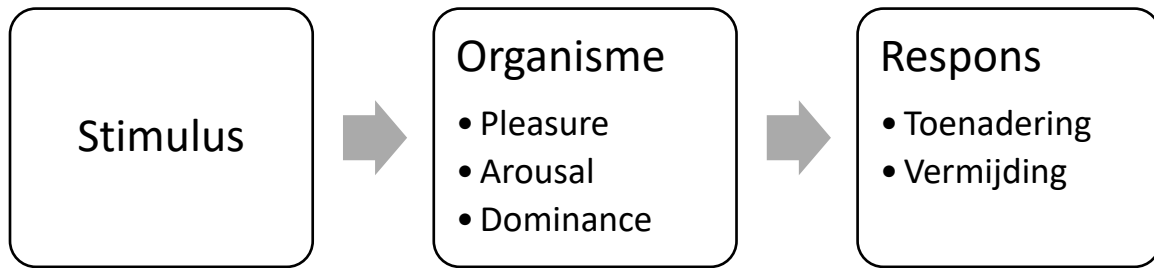 Stimulus
Organisme
• Pleasure
• Arousal
• Dominance
Respons
• Toenadering
• Vermijding